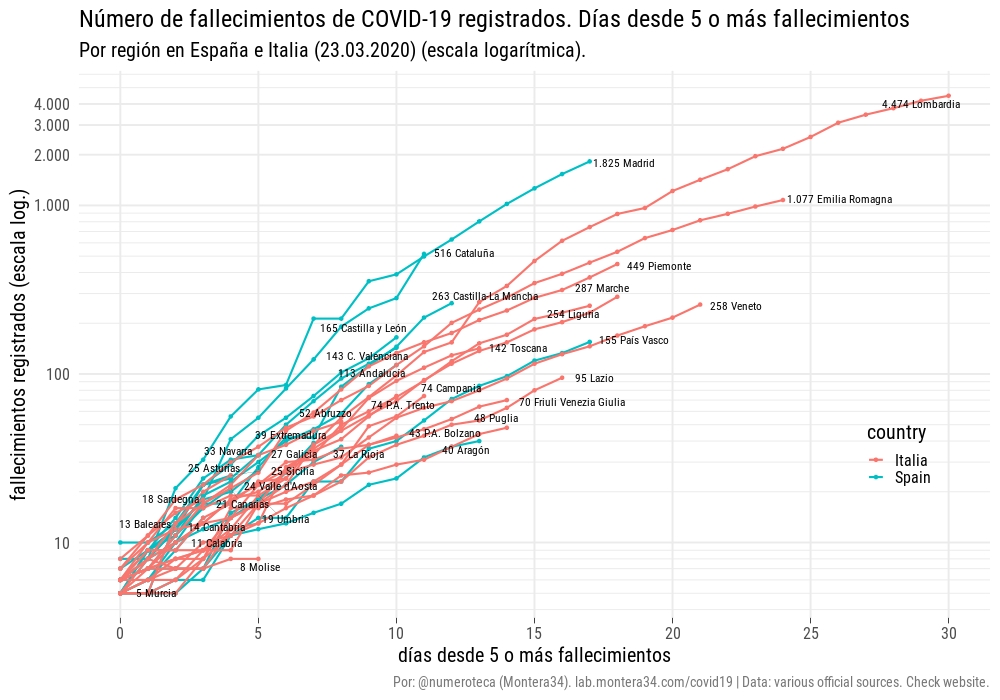 Número de fallecimientos de COVID-19 registrados. Días desde 5 o más fallecimientos
Por región en España e Italia (23.03.2020) (escala logarítmica).
fallecimientos registrados (escala log.)
4.000
3.000
2.000
1.000
100
10
4.474 Lombardia
1.825 Madrid
1.077 Emilia Romagna
516 Cataluña
449 Piemonte
287 Marche
263 Castilla-La Mancha
258 Veneto
254 Liguria
165 Castilla y León
155 País Vasco
142 Toscana
143 C. Valenciana
113 Andalucía
95 Lazio
74 Campania
74 P.A. Trento
70 Friuli Venezia Giulia
52 Abruzzo
48 Puglia
43 P.A. Bolzano
39 Extremadura
40 Aragón
33 Navarra
27 Galicia
37 La Rioja
25 Asturias
25 Sicilia
24 Valle d'Aosta
18 Sardegna
21 Canarias
19 Umbria
13 Baleares
14 Cantabria
11 Calabria
8 Molise
5 Murcia
country
Italia
Spain
0
5
10
15
20
25
30
días desde 5 o más fallecimientos
Por: @numeroteca (Montera34). lab.montera34.com/covid19 | Data: various official sources. Check website.